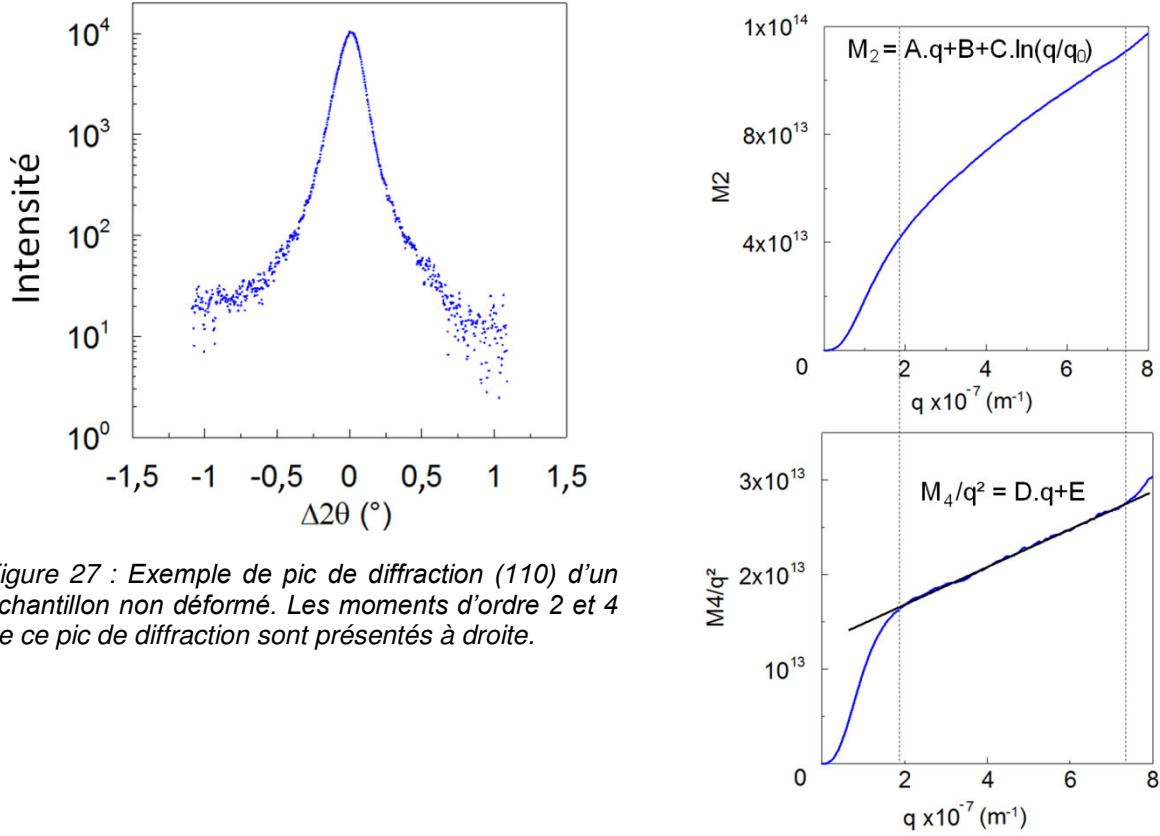 10⁴
10³
10²
10¹
10⁰
Intensité
-1,5 -1 -0,5 0 0,5 1 1,5
Δ2θ (°)
igure 27 : Exemple de pic de diffraction (110) d'un
chantillon non déformé. Les moments d'ordre 2 et 4
e ce pic de diffraction sont présentés à droite.
1x10¹⁴
8x10¹³
4x10¹³
0
M2
M₂ = A.q+B+C.ln(q/q₀)
2 4 6 8
q x10⁻⁷ (m⁻¹)
3x10¹³
2x10¹³
10¹³
0
M4/q²
M₄/q² = D.q+E
2 4 6 8
q x10⁻⁷ (m⁻¹)